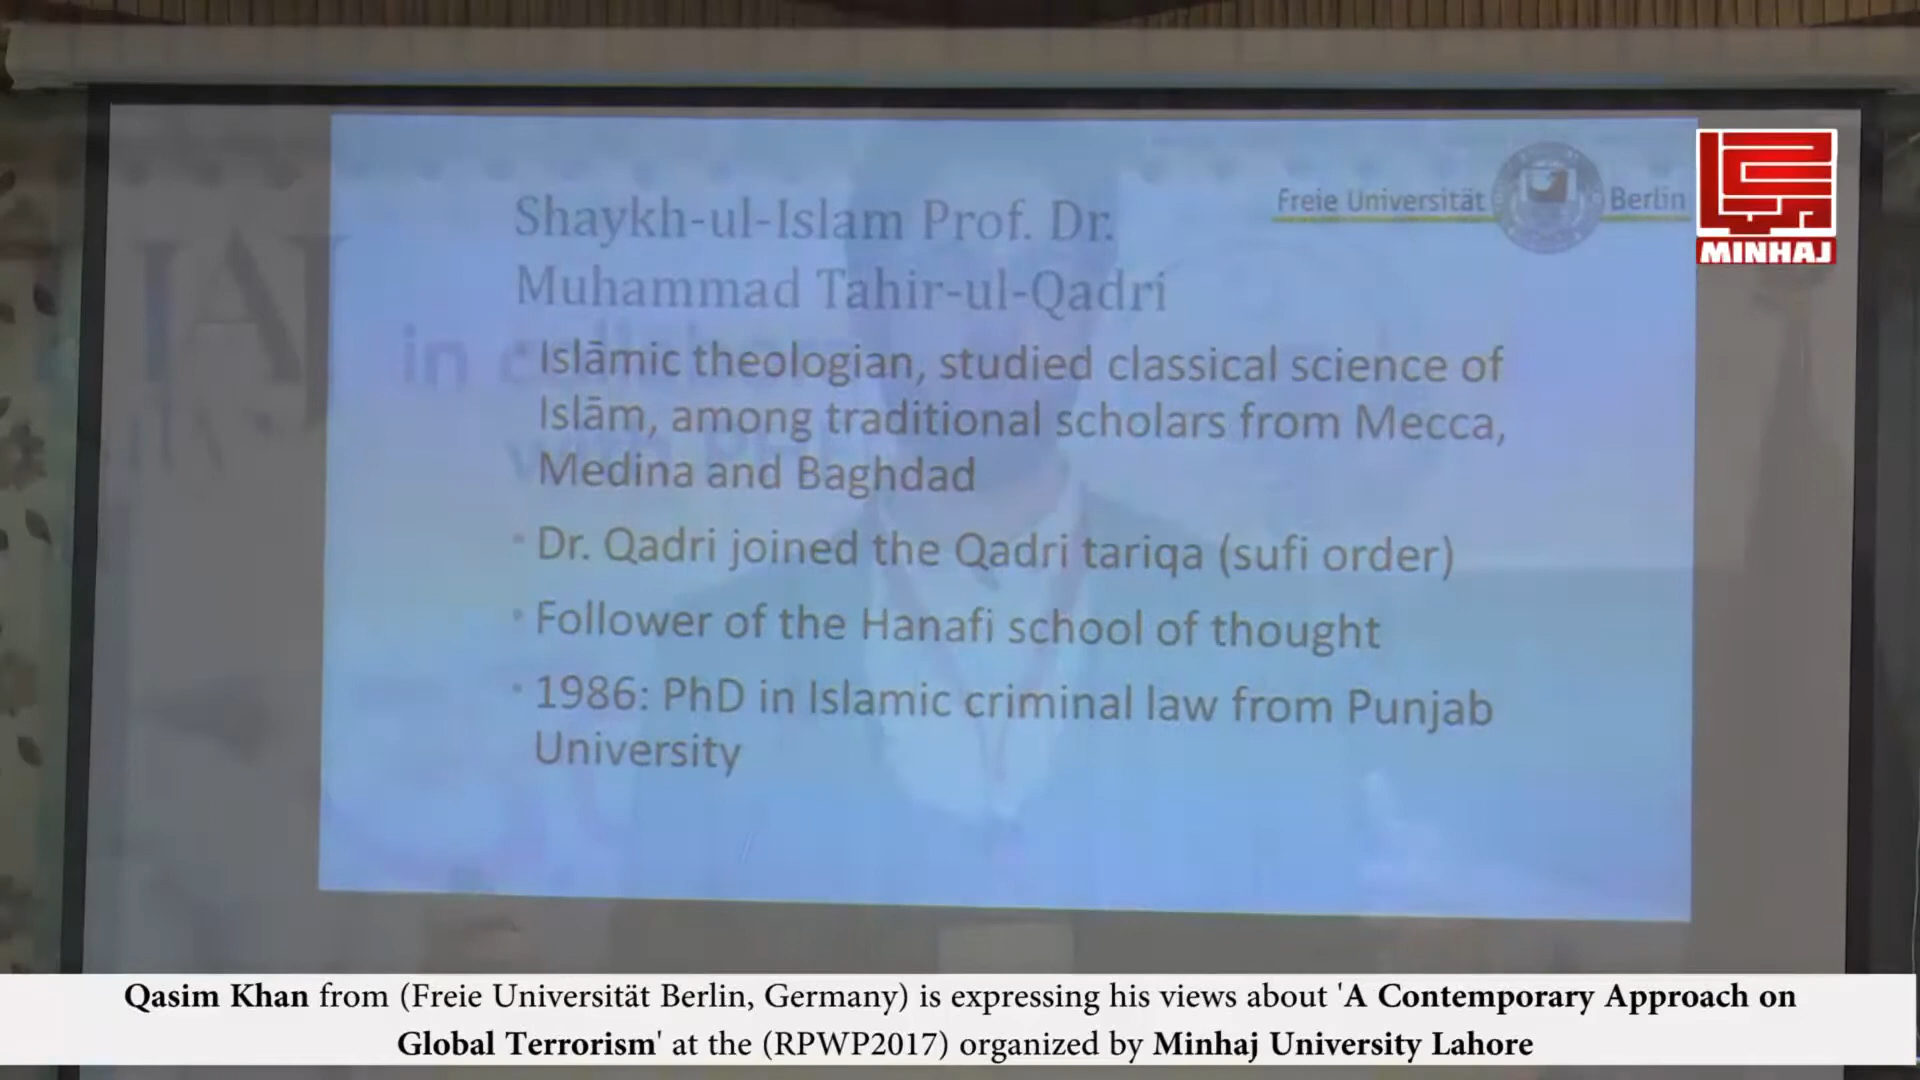 Shaykh-ul-Islam Prof. Dr.
Muhammad Tahir-ul-Qadri
Freie Universität Berlin
MINHAJ
Islāmic theologian, studied classical science of
Islām, among traditional scholars from Mecca,
Medina and Baghdad
• Dr. Qadri joined the Qadri tariqa (sufi order)
• Follower of the Hanafi school of thought
• 1986: PhD in Islamic criminal law from Punjab
University
in
Qasim Khan from (Freie Universität Berlin, Germany) is expressing his views about 'A Contemporary Approach on
Global Terrorism' at the (RPWP2017) organized by Minhaj University Lahore